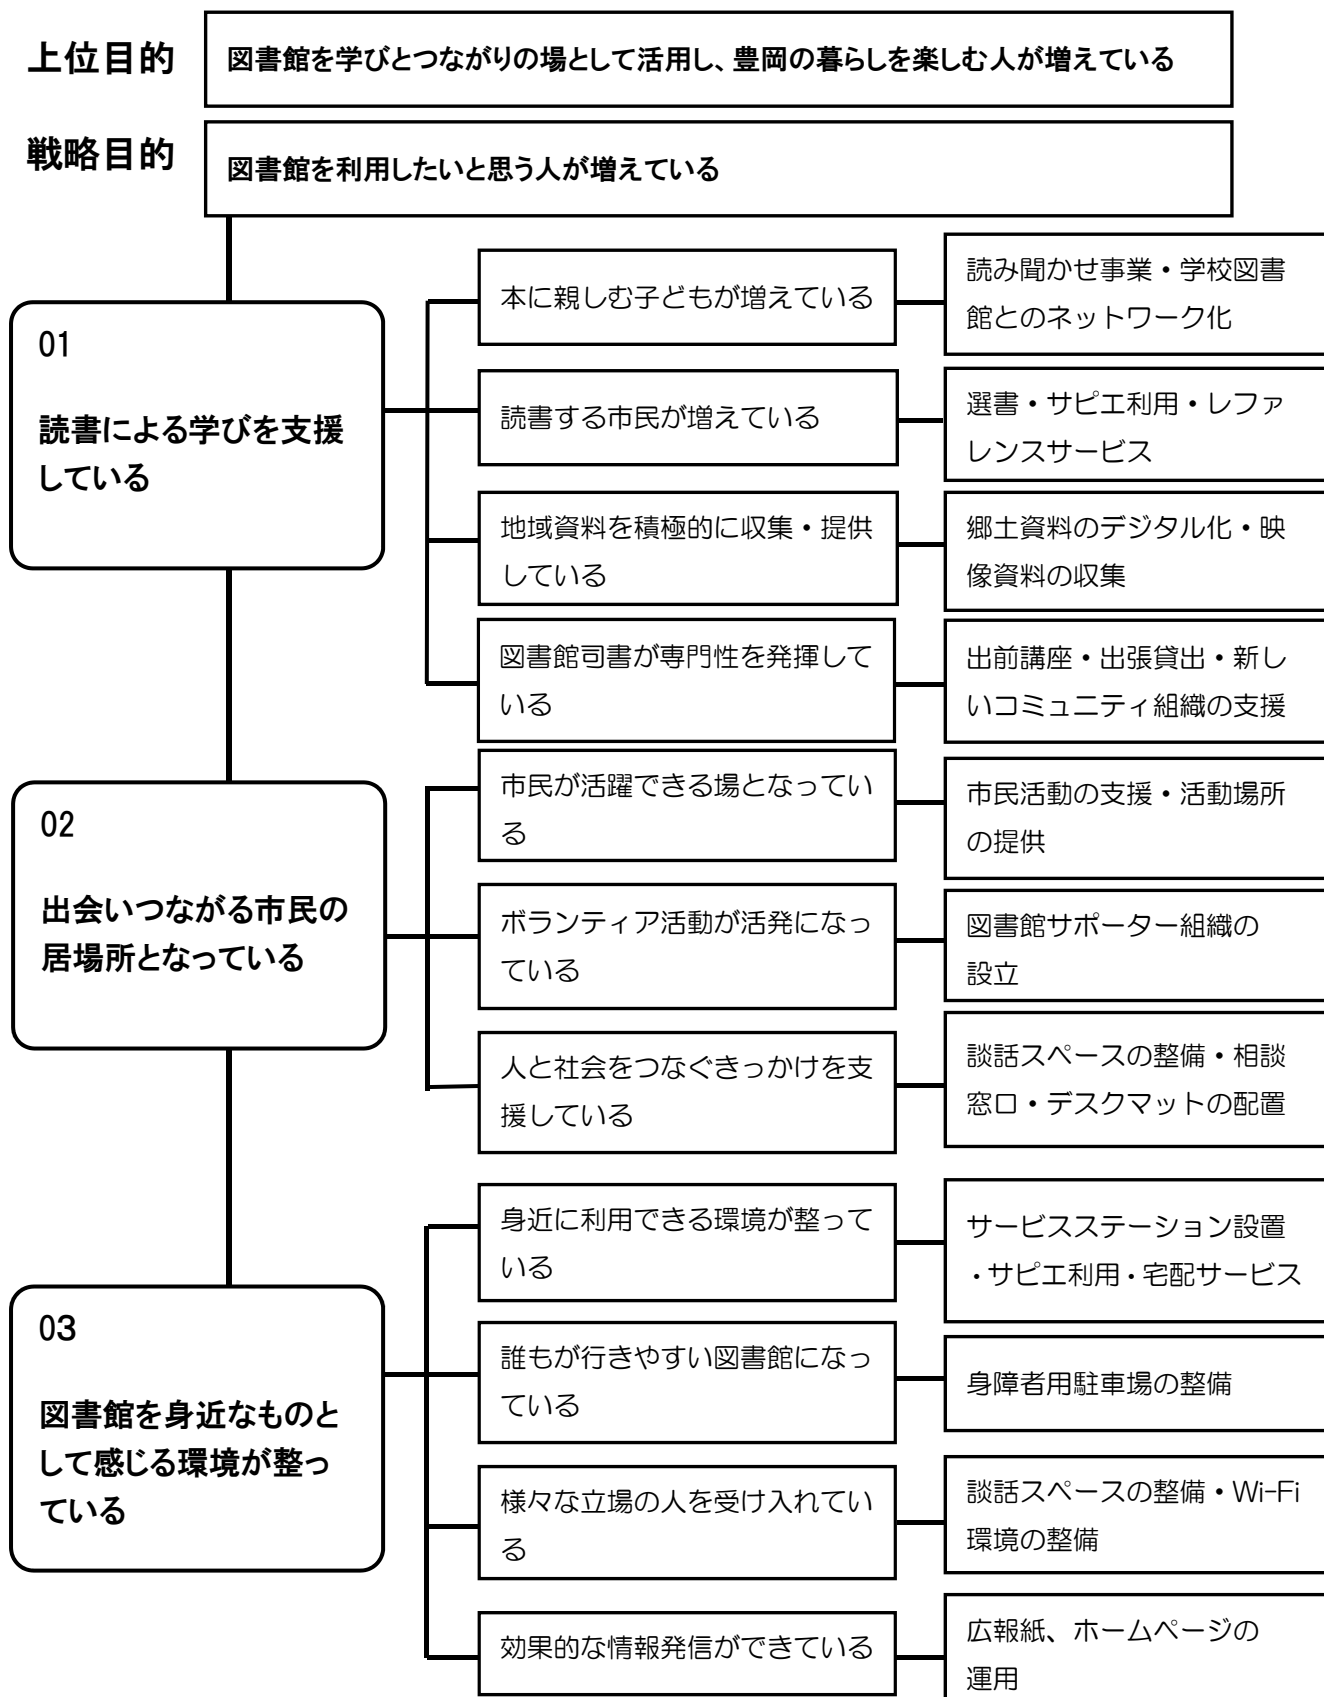 上位目的
図書館を学びとつながりの場として活用し、豊岡の暮らしを楽しむ人が増えている
戦略目的
図書館を利用したいと思う人が増えている
01
読書による学びを支援
している
本に親しむ子どもが増えている
読み聞かせ事業・学校図書
館とのネットワーク化
読書する市民が増えている
選書・サピエ利用・レファ
レンスサービス
地域資料を積極的に収集・提供
している
郷土資料のデジタル化・映
像資料の収集
図書館司書が専門性を発揮して
いる
出前講座・出張貸出・新し
いコミュニティ組織の支援
02
出会いつながる市民の
居場所となっている
市民が活躍できる場となってい
る
市民活動の支援・活動場所
の提供
ボランティア活動が活発になっ
ている
図書館サポーター組織の
設立
人と社会をつなぐきっかけを支
援している
談話スペースの整備・相談
窓口・デスクマットの配置
03
図書館を身近なものと
して感じる環境が整っ
ている
身近に利用できる環境が整って
いる
サービスステーション設置
・サピエ利用・宅配サービス
誰もが行きやすい図書館になっ
ている
身障者用駐車場の整備
様々な立場の人を受け入れてい
る
談話スペースの整備・Wi-Fi
環境の整備
効果的な情報発信ができている
広報紙、ホームページの
運用